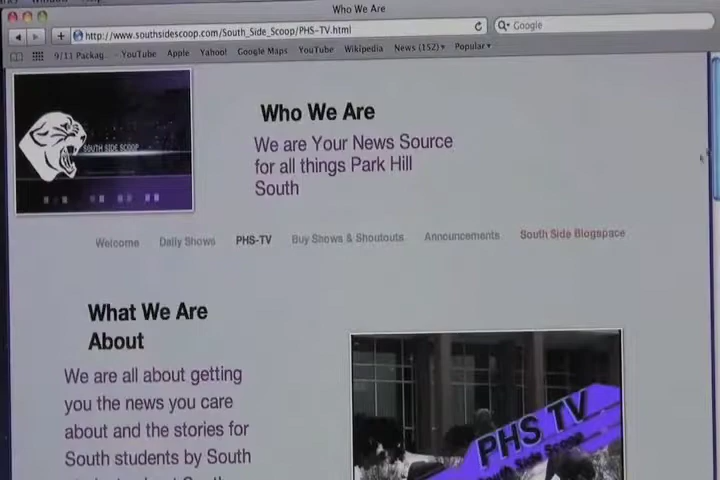 Who We Are
http://www.southsidescoop.com/South_Side_Scoop/PHS-TV.html
Google
9/11 Packag... YouTube Apple Yahoo! Google Maps YouTube Wikipedia News (152) Popular
SOUTH SIDE SCOOP
Who We Are
We are Your News Source
for all things Park Hill
South
Welcome Daily Shows PHS-TV Buy Shows & Shoutouts Announcements South Side Blogspace
What We Are
About
We are all about getting
you the news you care
about and the stories for
South students by South
PHS TV
South Side Scoop